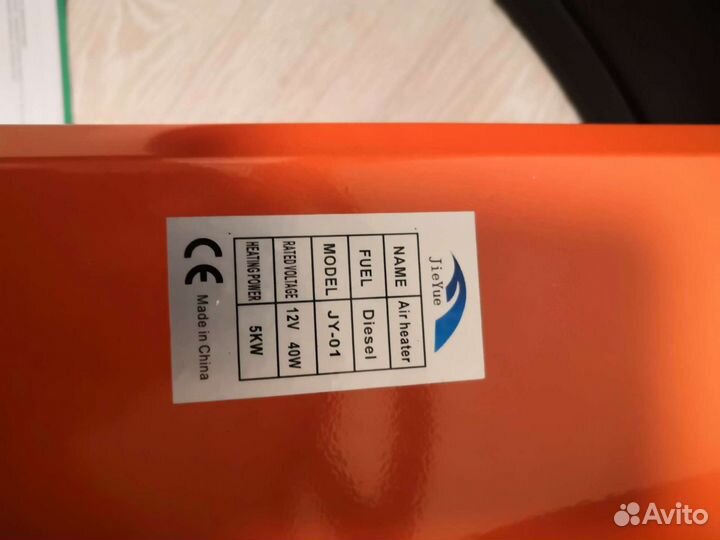 JieYue
NAME Air heater
FUEL Diesel
MODEL JY-01
RATED VOLTAGE 12V 40W
HEATING POWER 5KW
CE Made in China
Avito